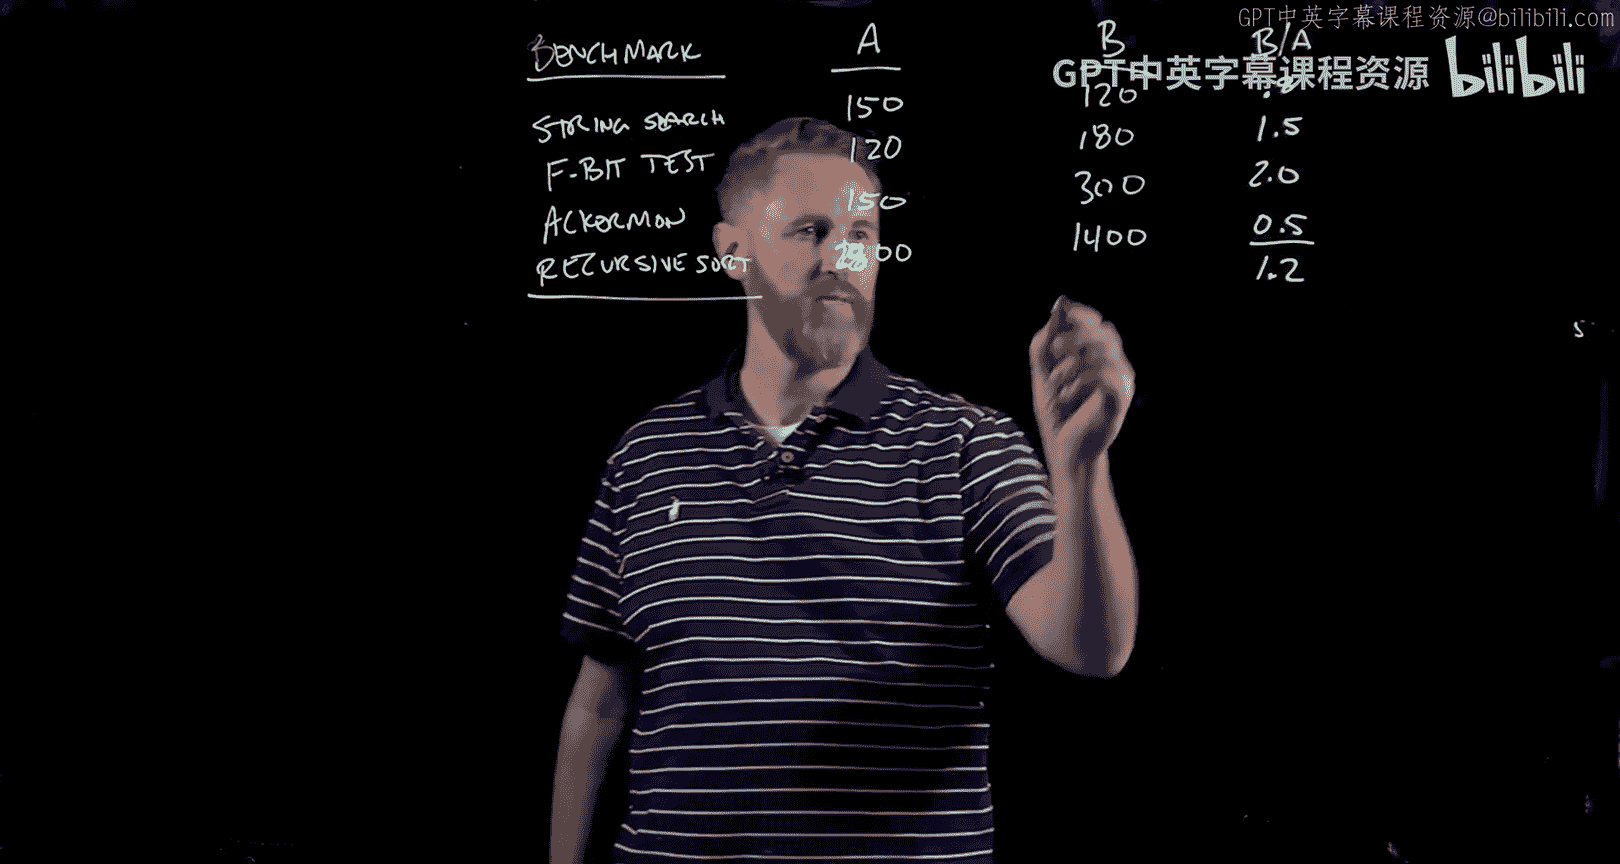 GPT中英字幕课程资源@bilibili.com
GPT中英字幕课程资源 bilibili
BENCHMARK A B B/A
STRING SEARCH 150 120
F-BIT TEST 120 180 1.5
ACKERMON 150 300 2.0
RECURSIVE SORT 1400 0.5
1.2
s